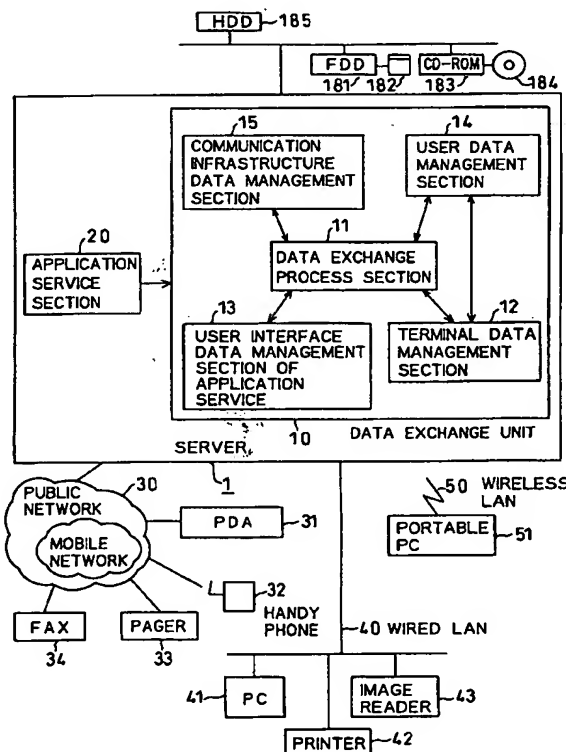 HDD 185
FDD CD-ROM
181 182 183 184
15 14
COMMUNICATION
INFRASTRUCTURE
DATA MANAGEMENT
SECTION
USER DATA
MANAGEMENT
SECTION
11
DATA EXCHANGE
PROCESS SECTION
20
APPLICATION
SERVICE
SECTION
13 12
USER INTERFACE
DATA MANAGEMENT
SECTION OF
APPLICATION
SERVICE
TERMINAL DATA
MANAGEMENT
SECTION
10 DATA EXCHANGE UNIT
SERVER
1
30
PUBLIC
NETWORK
MOBILE
NETWORK
PDA 31
50 WIRELESS
LAN
PORTABLE
PC
51
32
HANDY
PHONE
FAX
34
PAGER
33
40 WIRED LAN
41 PC
IMAGE
READER
43
PRINTER 42